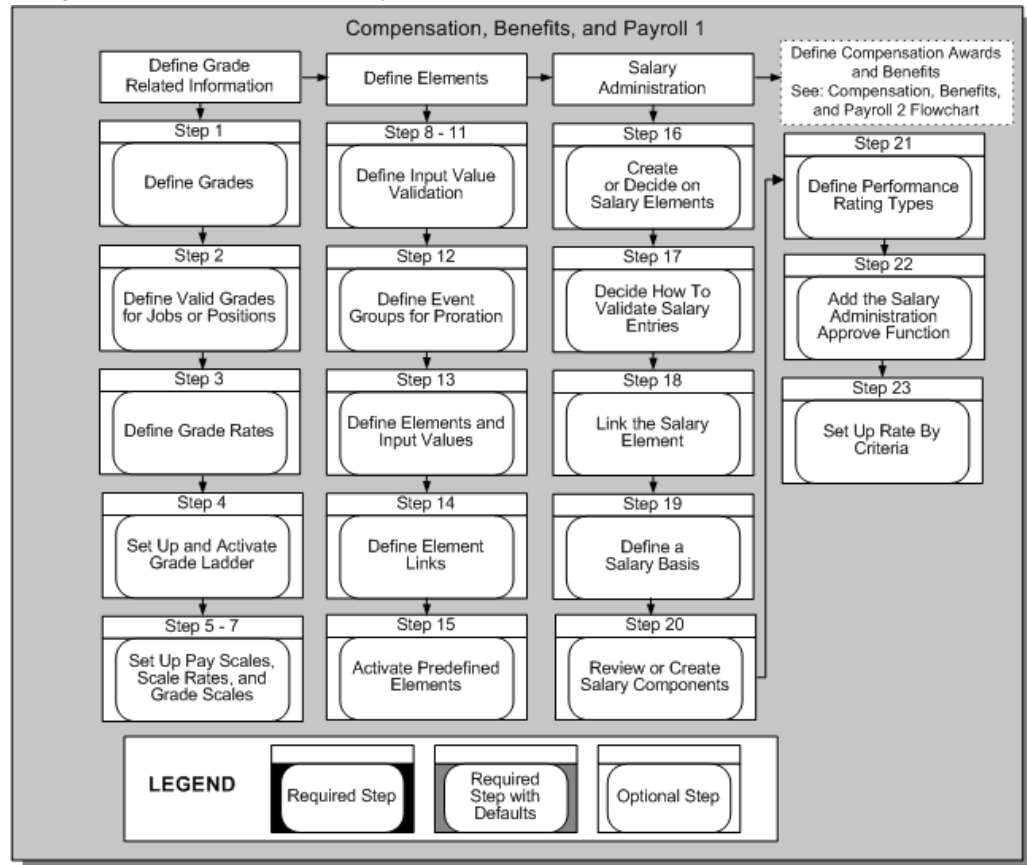 Compensation, Benefits, and Payroll 1
Define Grade
Related Information
Define Elements
Salary
Administration
Define Compensation Awards
and Benefits
See: Compensation, Benefits,
and Payroll 2 Flowchart
Step 1
Define Grades
Step 2
Define Valid Grades
for Jobs or Positions
Step 3
Define Grade Rates
Step 4
Set Up and Activate
Grade Ladder
Step 5 - 7
Set Up Pay Scales,
Scale Rates, and
Grade Scales
Step 8 - 11
Define Input Value
Validation
Step 12
Define Event
Groups for Proration
Step 13
Define Elements and
Input Values
Step 14
Define Element
Links
Step 15
Activate Predefined
Elements
Step 16
Create
or Decide on
Salary Elements
Step 17
Decide How To
Validate Salary
Entries
Step 18
Link the Salary
Element
Step 19
Define a
Salary Basis
Step 20
Review or Create
Salary Components
Step 21
Define Performance
Rating Types
Step 22
Add the Salary
Administration
Approve Function
Step 23
Set Up Rate By
Criteria
LEGEND
Required Step
Required
Step with
Defaults
Optional Step